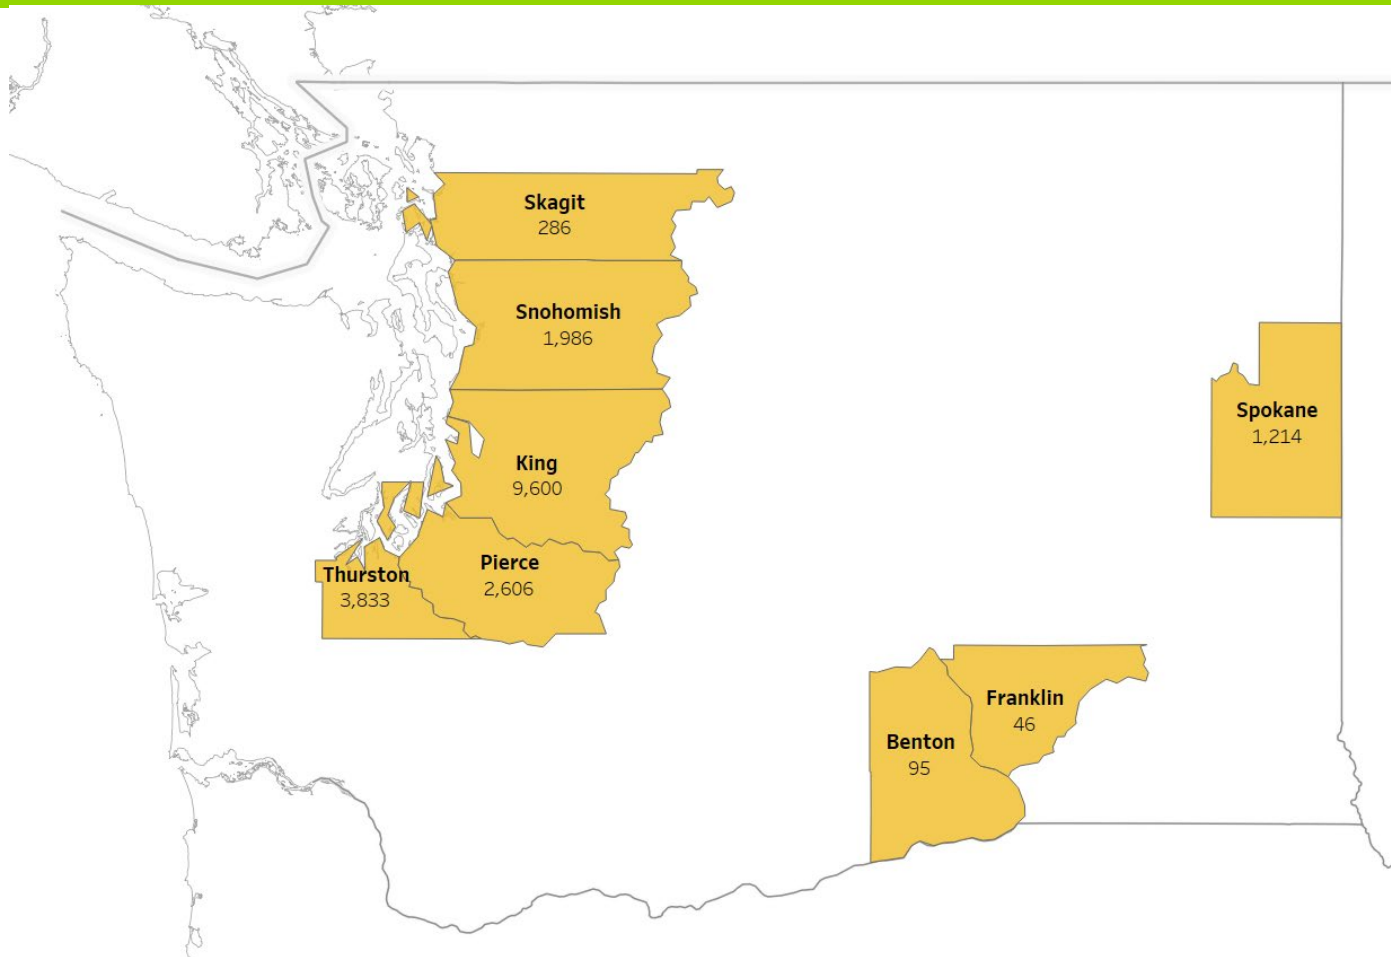 Skagit
286
Snohomish
1,986
King
9,600
Pierce
2,606
Thurston
3,833
Spokane
1,214
Franklin
46
Benton
95